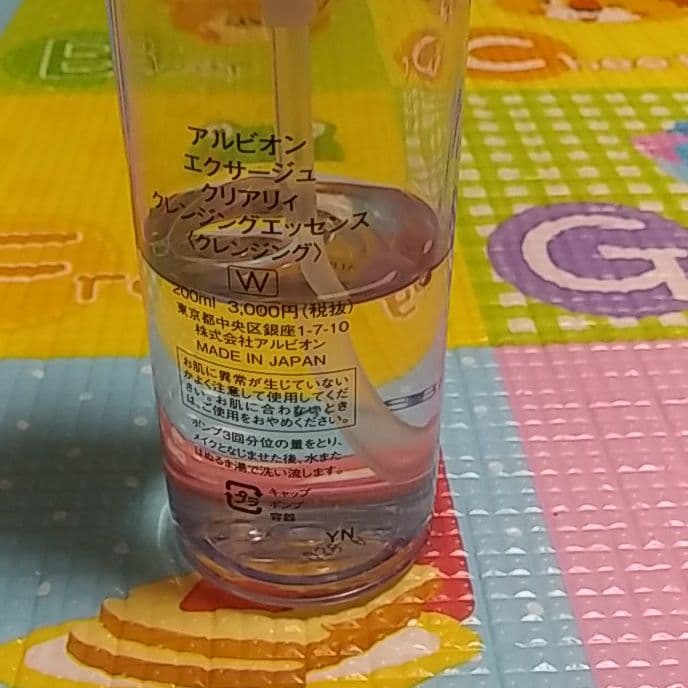 アルビオン
エクサージュ
クリアリィ
クレンジングエッセンス
〈クレンジング〉
W
200ml 3,000円(税抜)
東京都中央区銀座1-7-10
株式会社アルビオン
MADE IN JAPAN
お肌に異常が生じていない
かよく注意して使用してくだ
さい。お肌に合わないとき
は、ご使用をおやめください。
ポンプ3回分位の量をとり、
メイクとなじませた後、水また
はぬるま湯で洗い流します。
プラ
キャップ
ポンプ
容器
YN
B
C
G